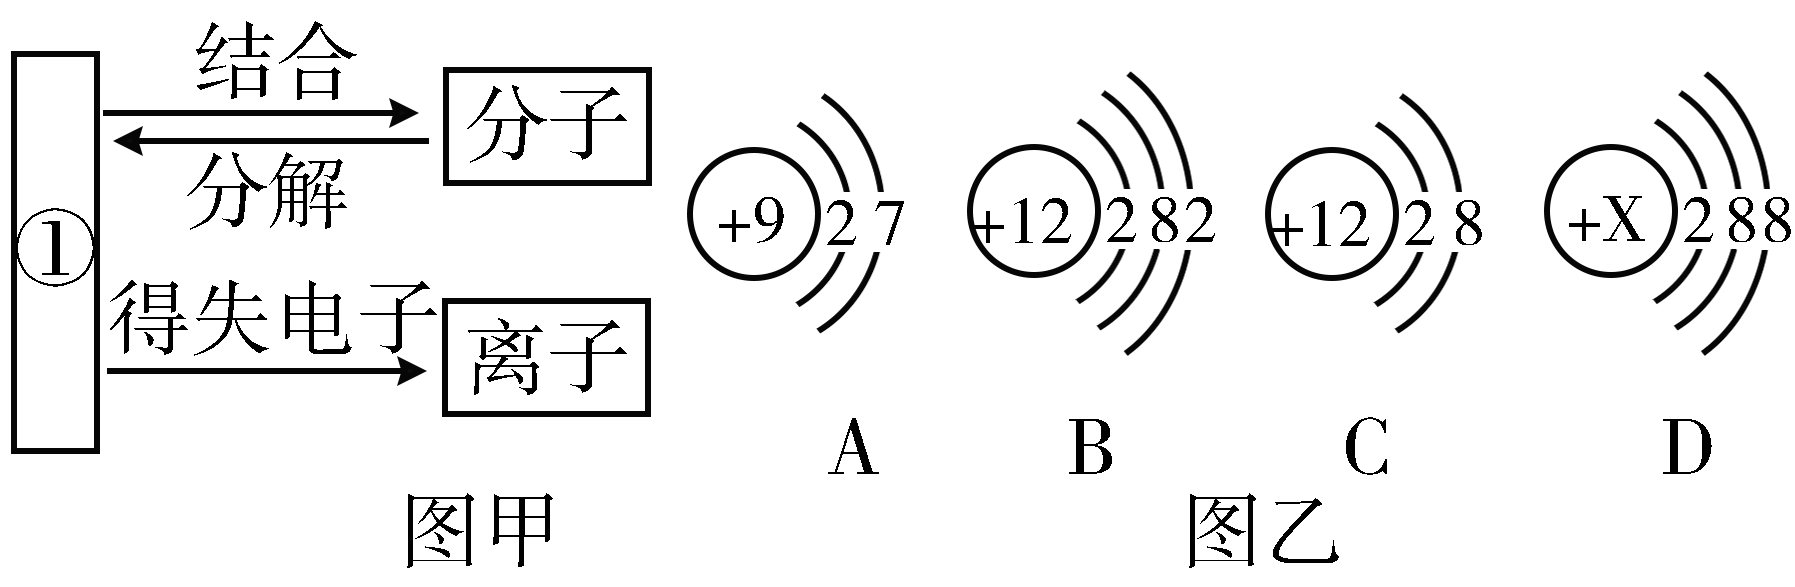 结合
分子
分解
①
得失电子
离子
图甲
+9 2 7
+12 2 8 2
+12 2 8
+X 2 8 8
A B C D
图乙